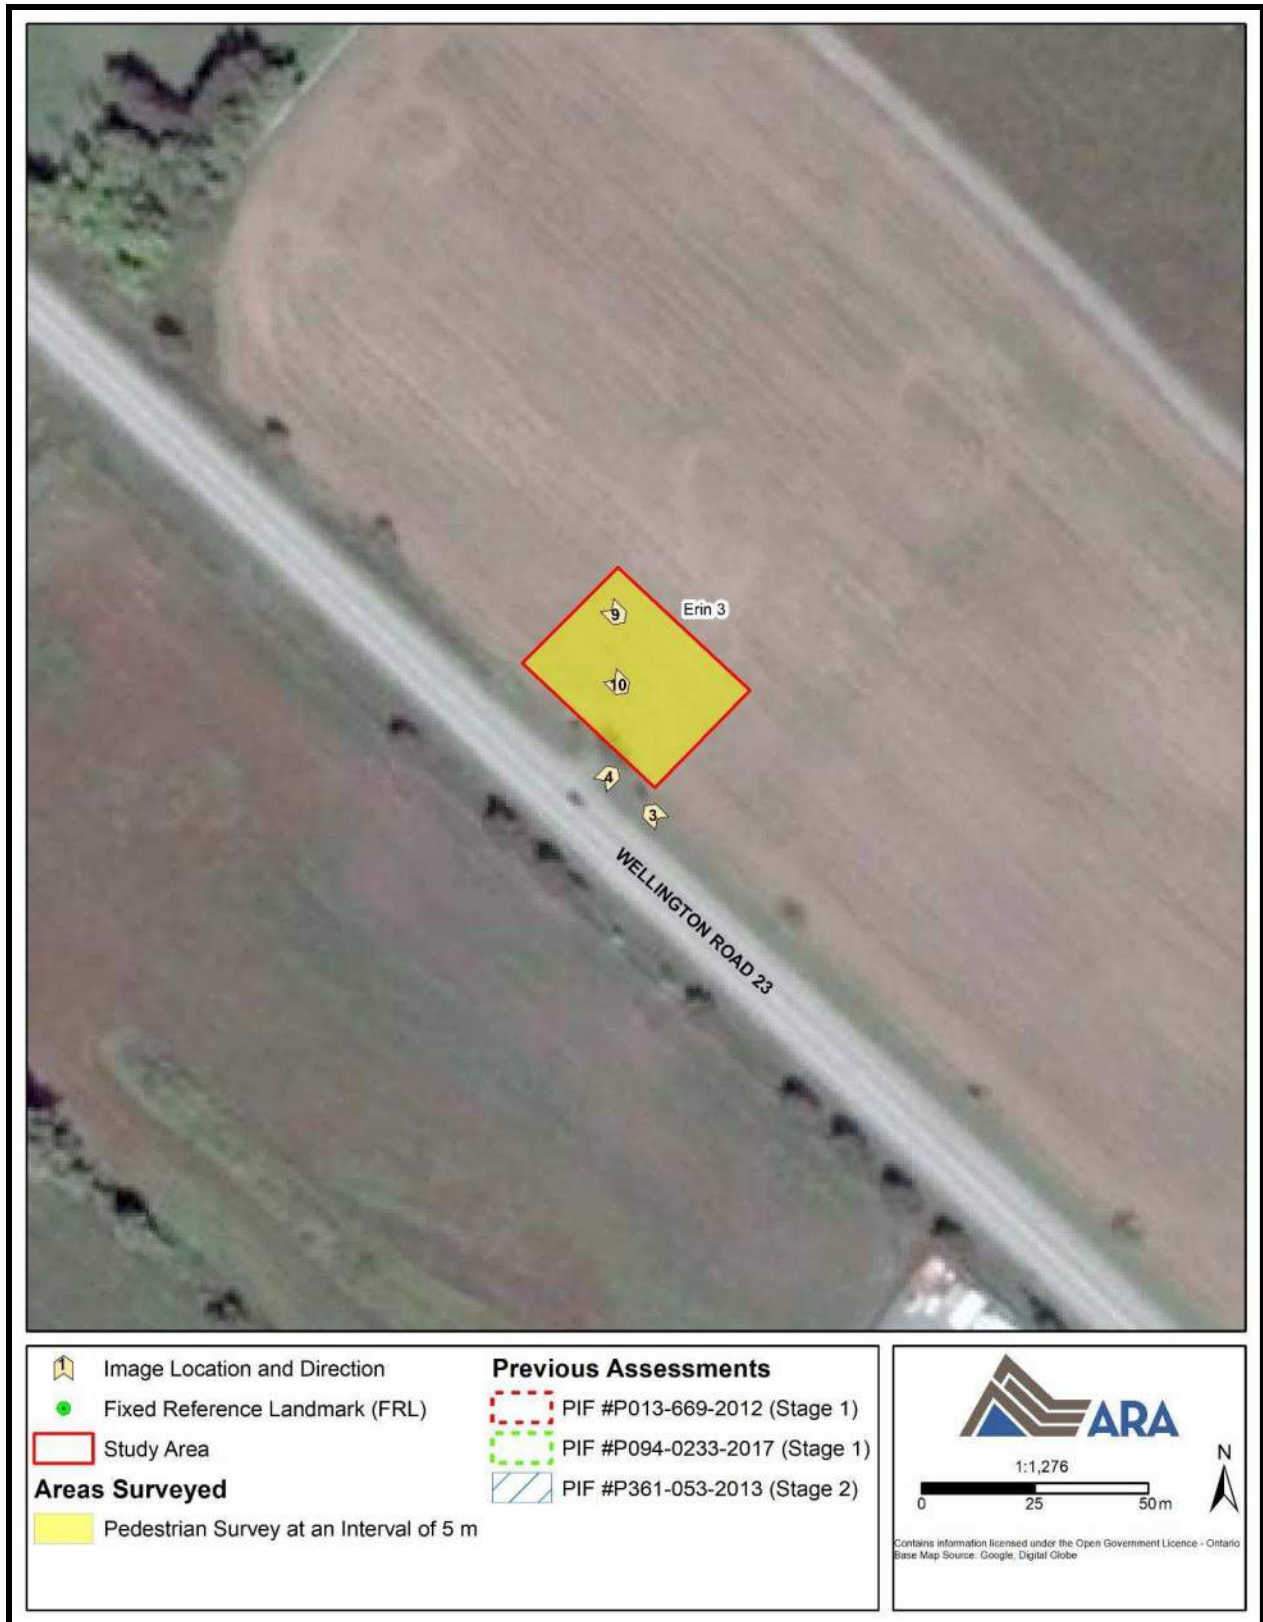 Erin 3
9
10
4
3
WELLINGTON ROAD 23
1 Image Location and Direction
Fixed Reference Landmark (FRL)
Study Area
Areas Surveyed
Pedestrian Survey at an Interval of 5 m
Previous Assessments
PIF #P013-669-2012 (Stage 1)
PIF #P094-0233-2017 (Stage 1)
PIF #P361-053-2013 (Stage 2)
ARA
1:1,276
0 25 50 m
N
Contains information licensed under the Open Government Licence - Ontario
Base Map Source: Google, Digital Globe